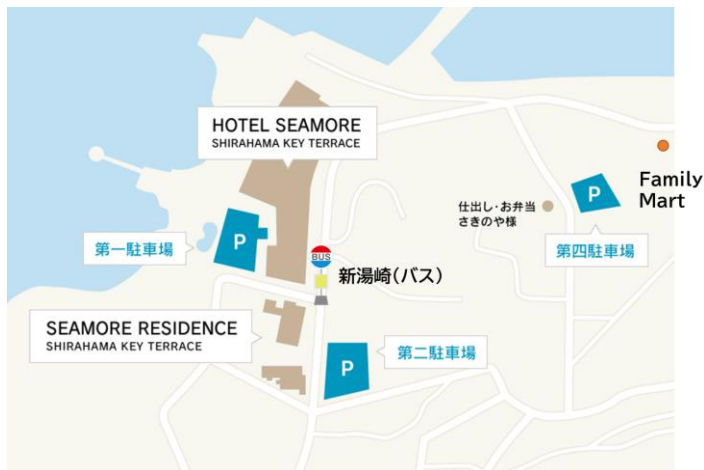 HOTEL SEAMORE
SHIRAHAMA KEY TERRACE
P
Family
Mart
仕出し・お弁当
さきのや様
第四駐車場
P
第一駐車場
BUS
新湯崎(バス)
SEAMORE RESIDENCE
SHIRAHAMA KEY TERRACE
第二駐車場
P